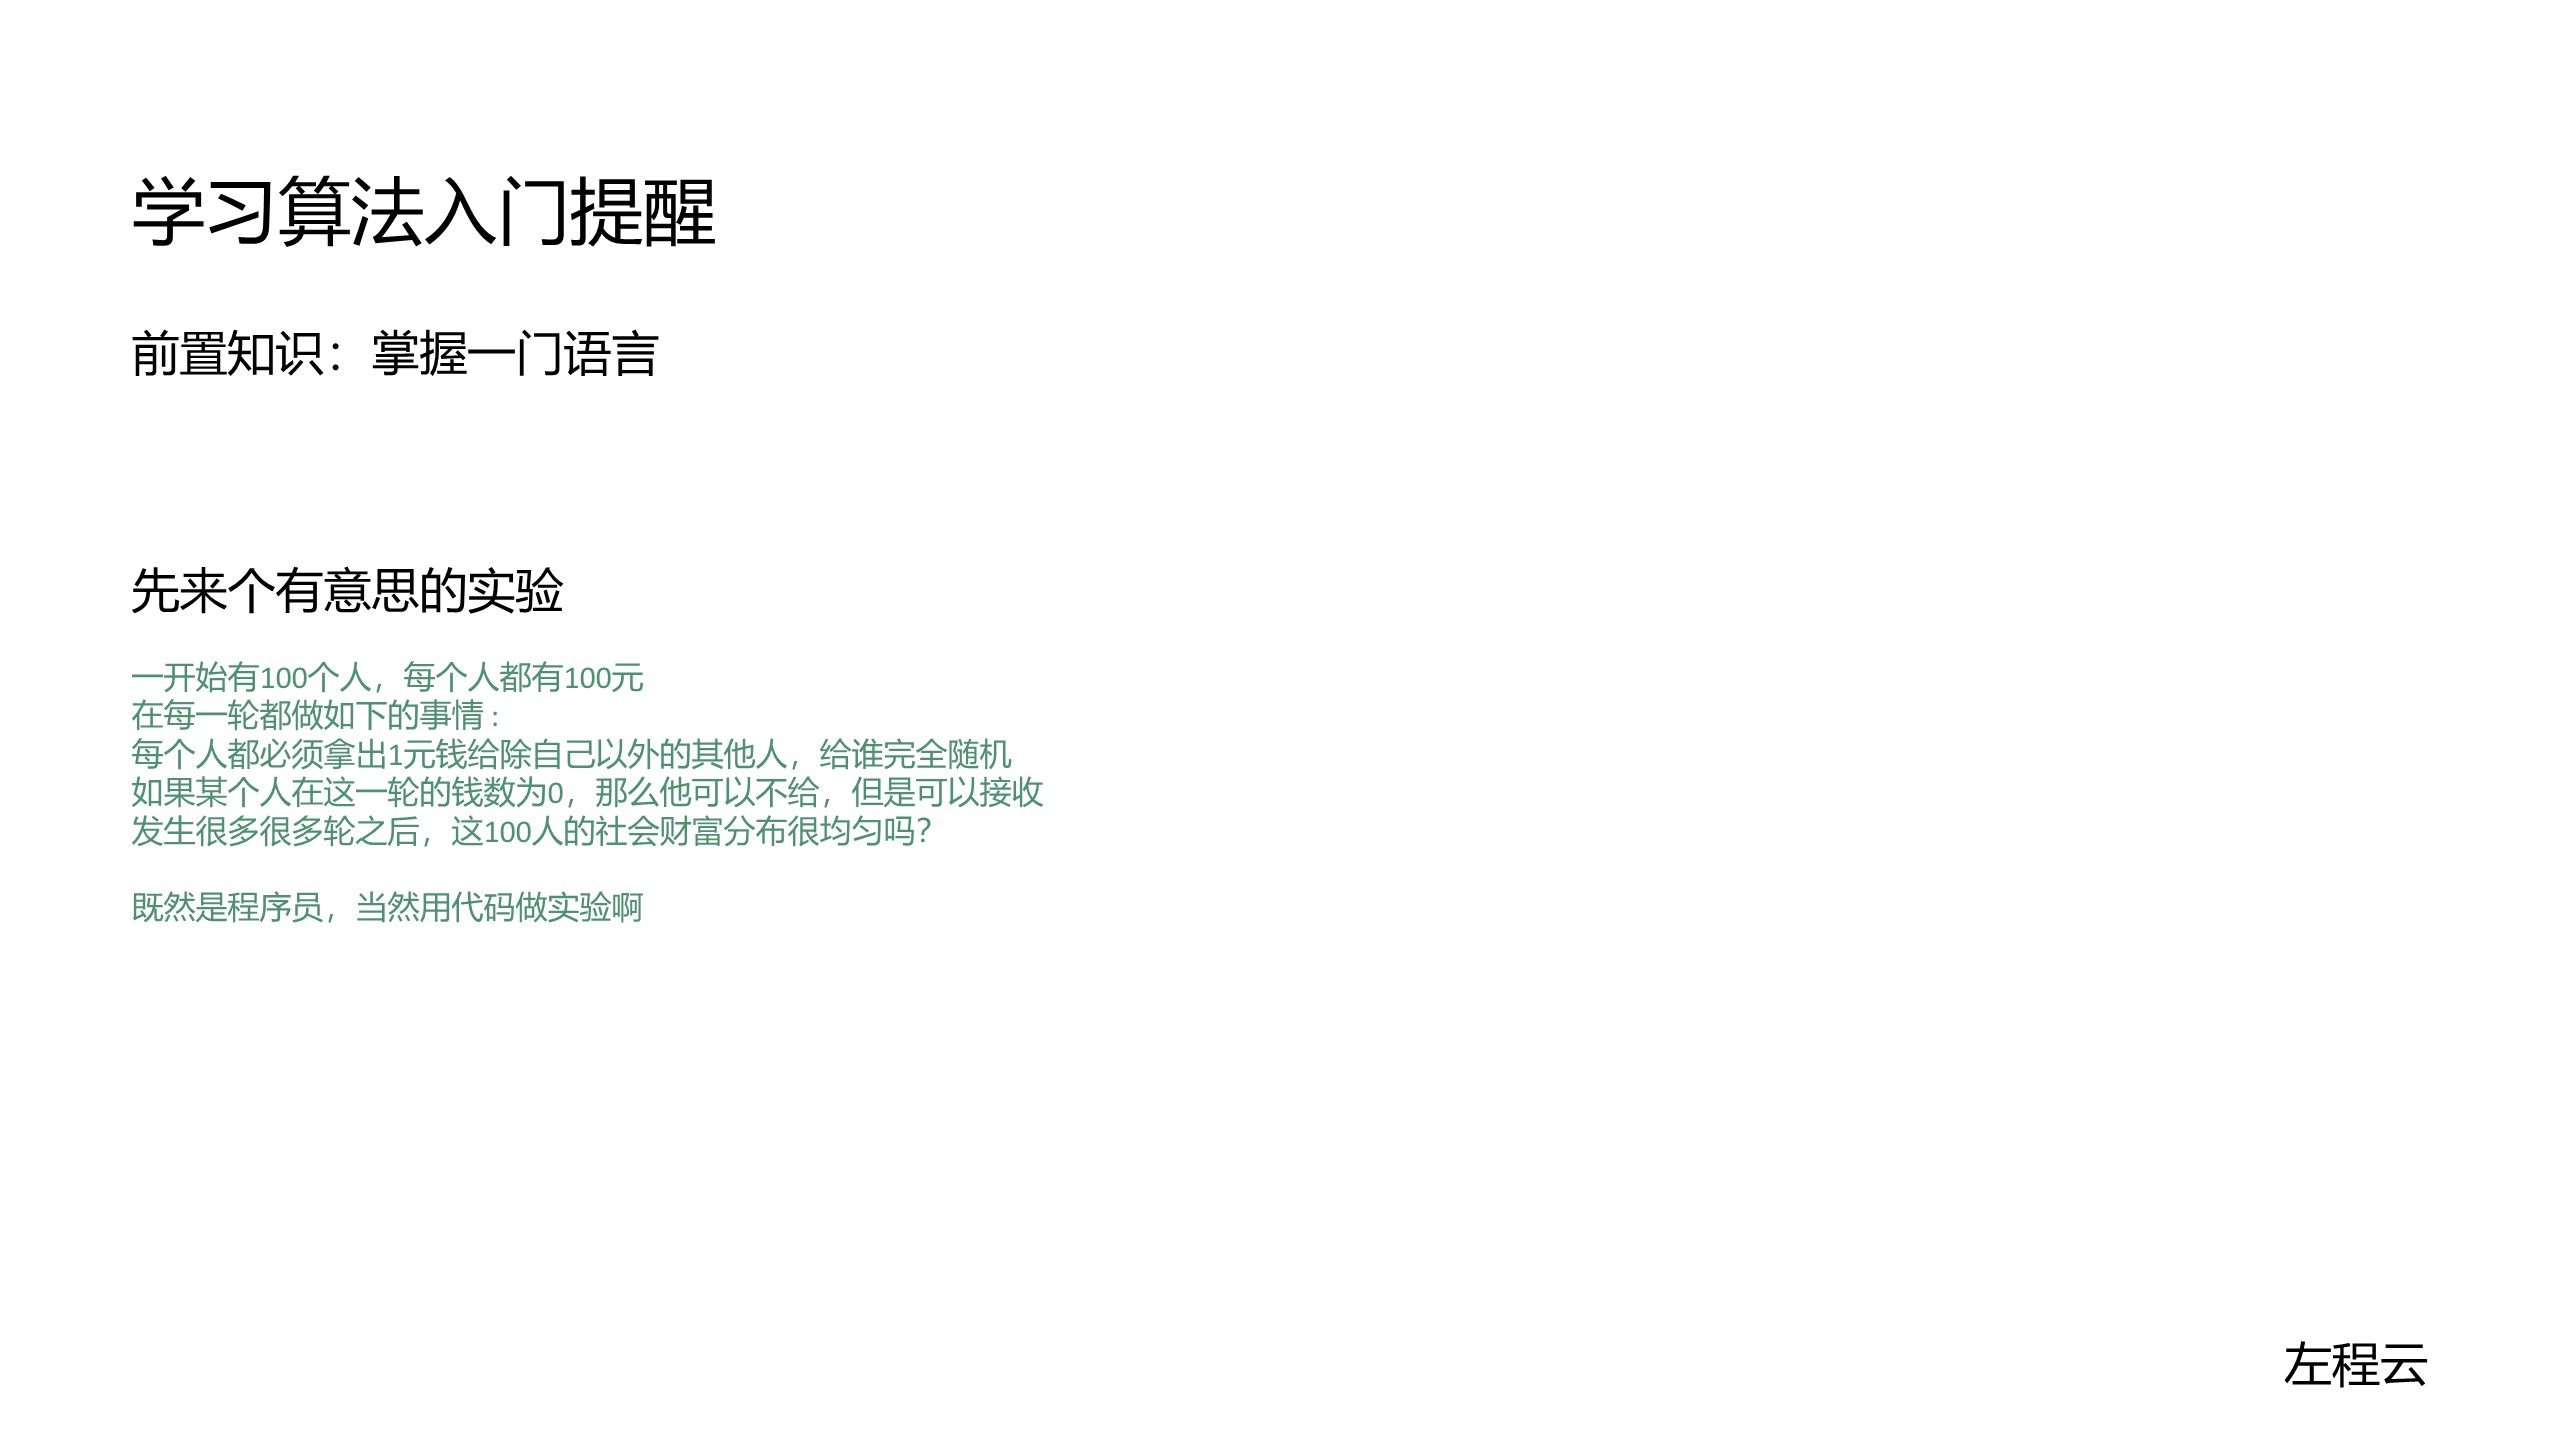 学习算法入门提醒
前置知识：掌握一门语言
先来个有意思的实验
一开始有100个人，每个人都有100元
在每一轮都做如下的事情 :
每个人都必须拿出1元钱给除自己以外的其他人，给谁完全随机
如果某个人在这一轮的钱数为0，那么他可以不给，但是可以接收
发生很多很多轮之后，这100人的社会财富分布很均匀吗？
既然是程序员，当然用代码做实验啊
左程云